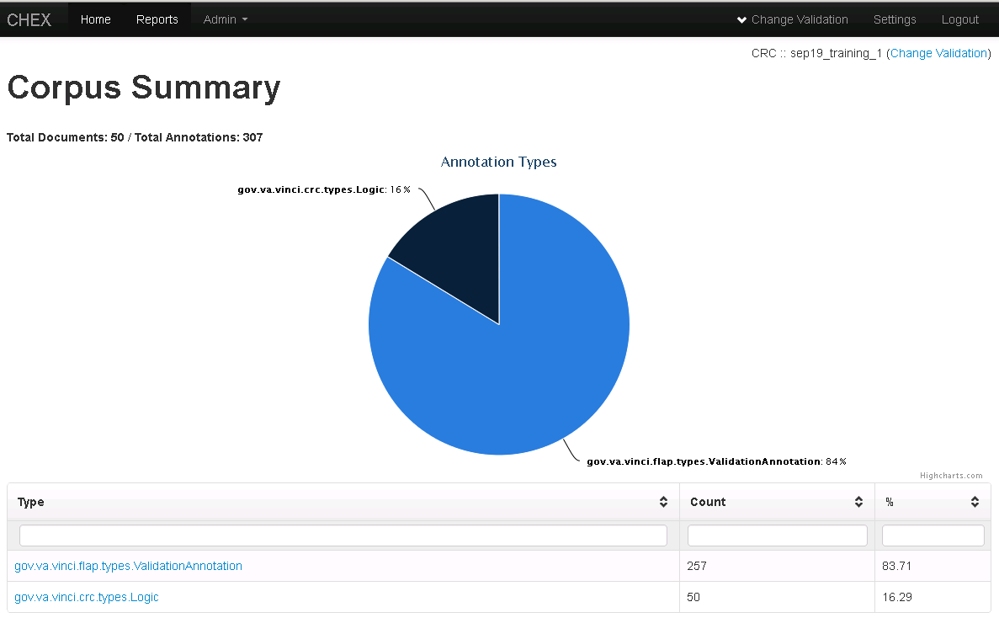 CHEX Home Reports Admin Change Validation Settings Logout
CRC :: sep19_training_1 (Change Validation)
Corpus Summary
Total Documents: 50 / Total Annotations: 307
Annotation Types
gov.va.vinci.crc.types.Logic: 16%
gov.va.vinci.flap.types.ValidationAnnotation: 84%
Highcharts.com
Type Count %
gov.va.vinci.flap.types.ValidationAnnotation 257 83.71
gov.va.vinci.crc.types.Logic 50 16.29